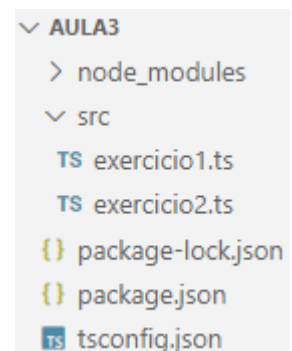 AULA3
node_modules
src
TS exercicio1.ts
TS exercicio2.ts
{} package-lock.json
{} package.json
TS tsconfig.json